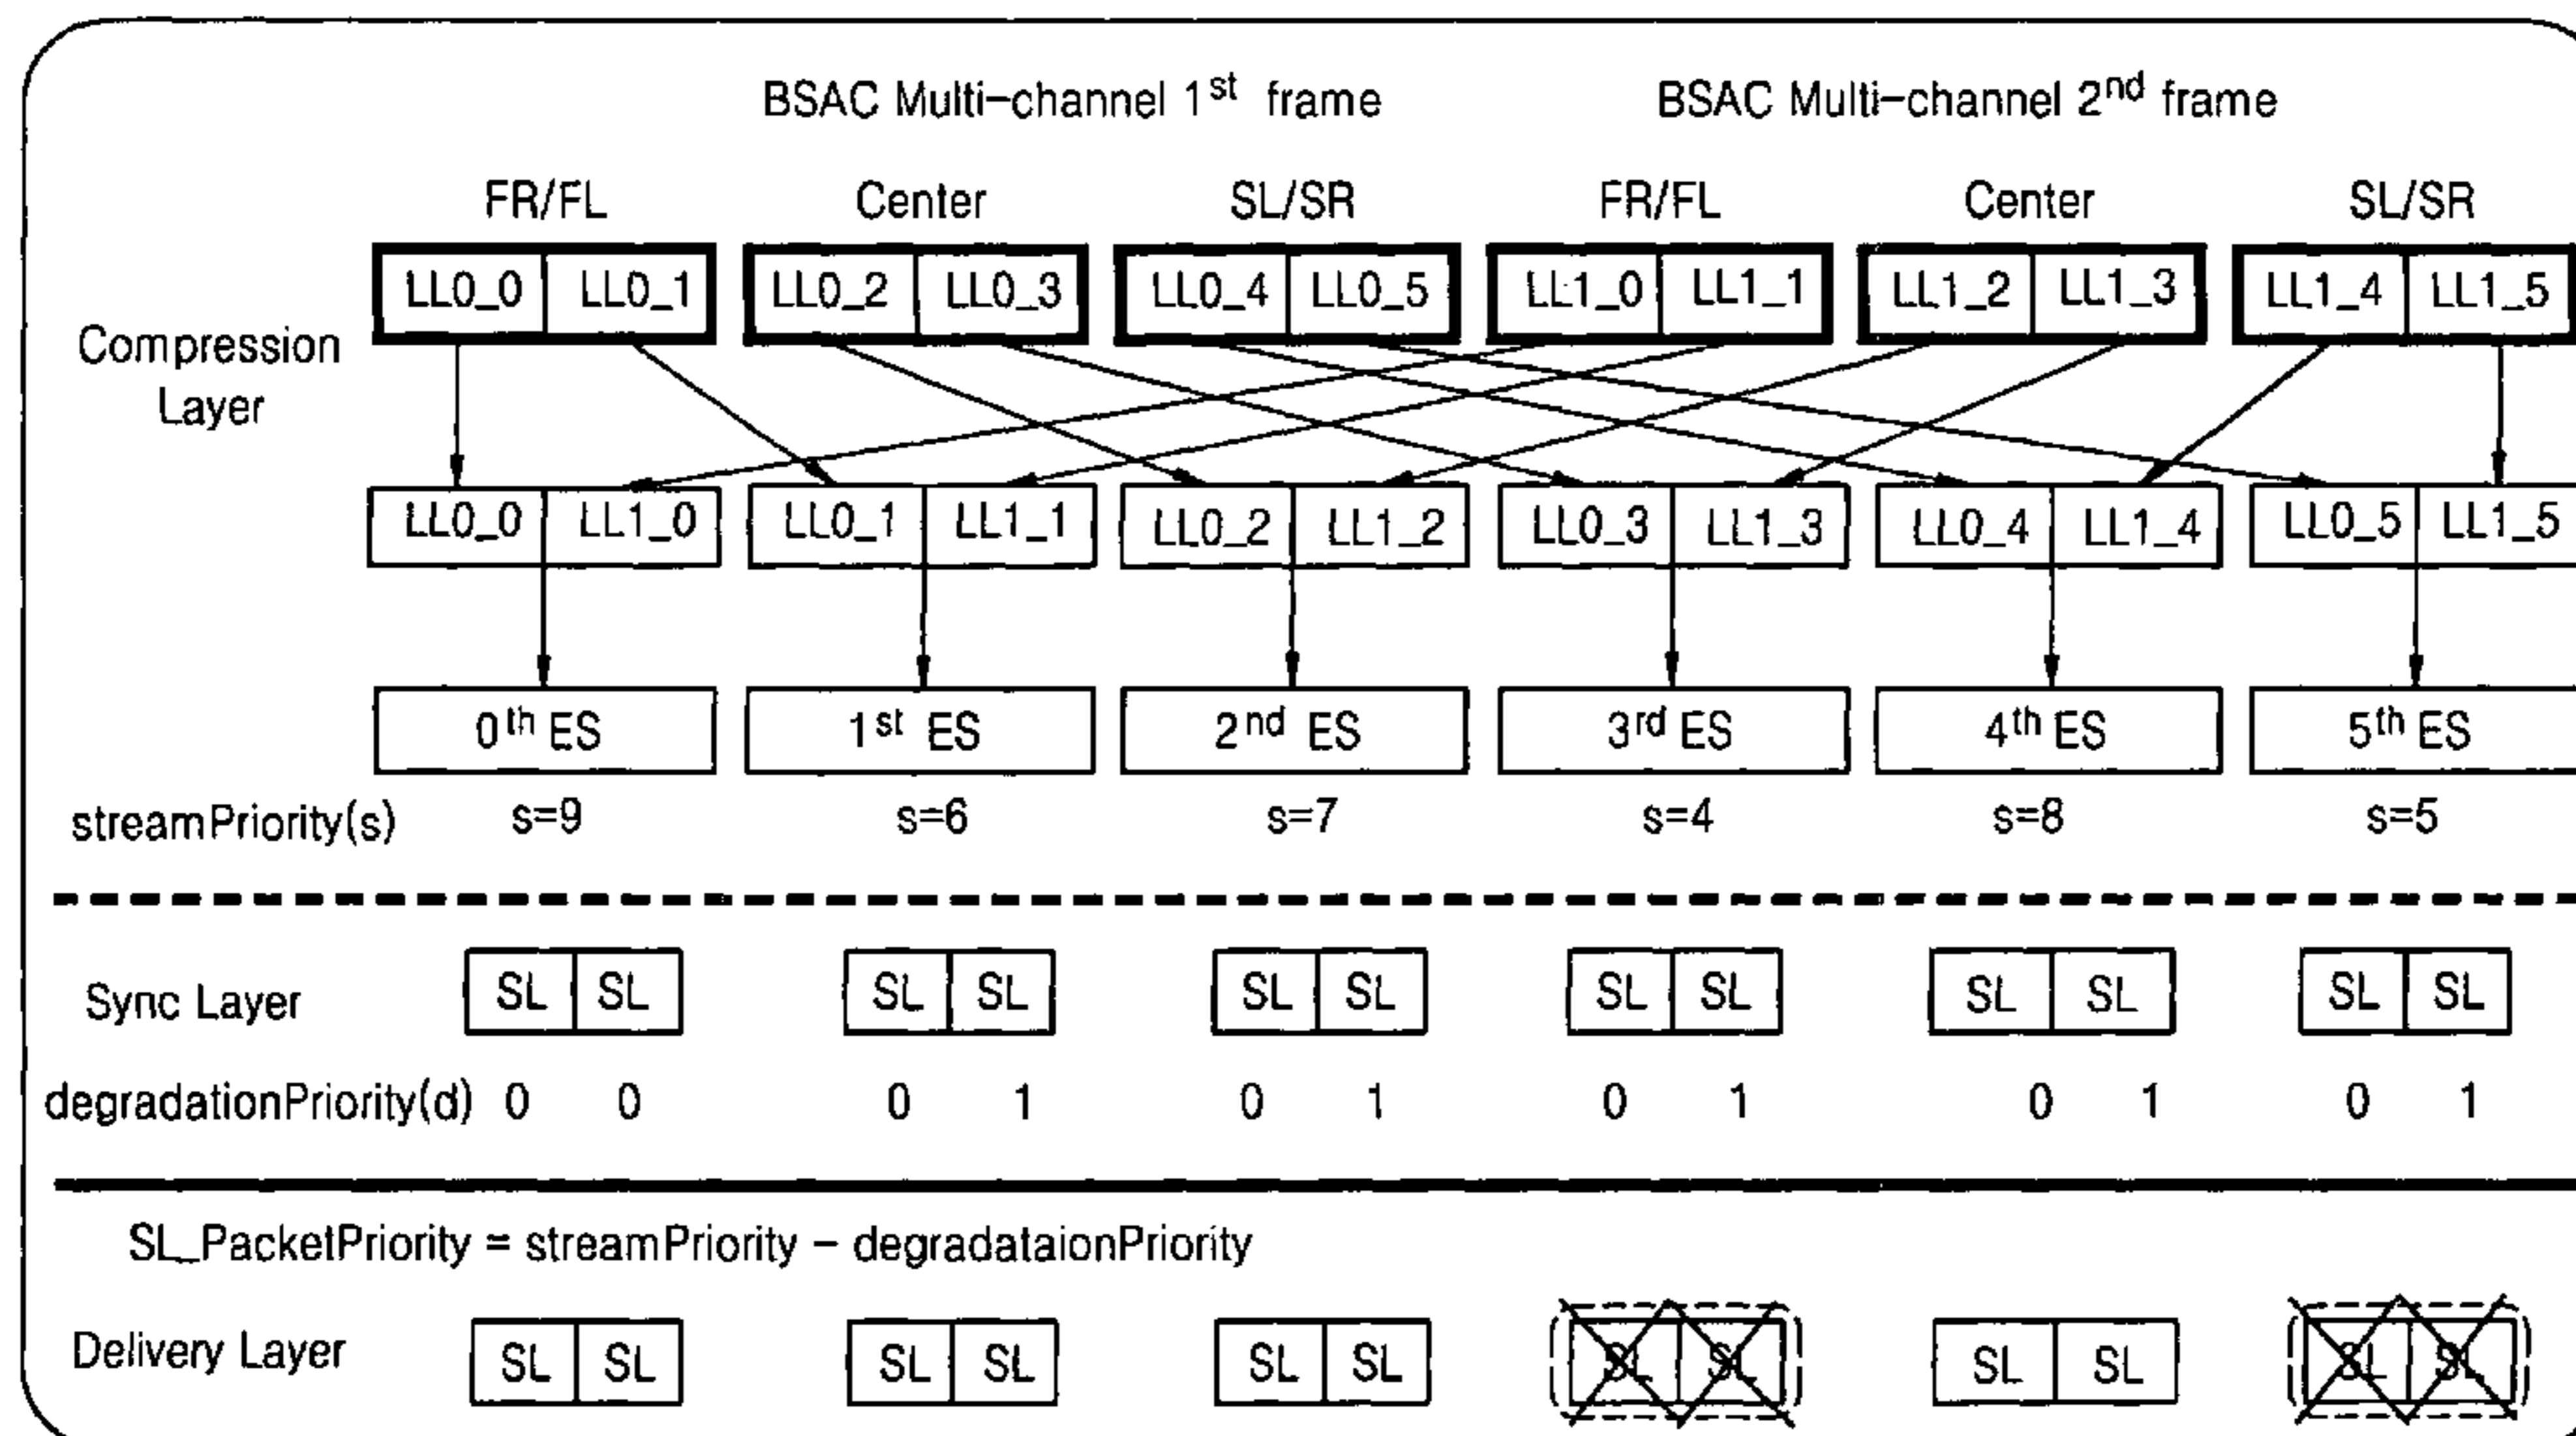 BSAC Multi-channel 1st frame BSAC Multi-channel 2nd frame
FR/FL Center SL/SR FR/FL Center SL/SR
LL0_0 LL0_1 LL0_2 LL0_3 LL0_4 LL0_5 LL1_0 LL1_1 LL1_2 LL1_3 LL1_4 LL1_5
Compression
Layer
LL0_0 LL1_0 LL0_1 LL1_1 LL0_2 LL1_2 LL0_3 LL1_3 LL0_4 LL1_4 LL0_5 LL1_5
0th ES 1st ES 2nd ES 3rd ES 4th ES 5th ES
streamPriority(s) s=9 s=6 s=7 s=4 s=8 s=5
Sync Layer SL SL SL SL SL SL SL SL SL SL SL SL
degradationPriority(d) 0 0 0 1 0 1 0 1 0 1 0 1
SL_PacketPriority = streamPriority - degradataionPriority
Delivery Layer SL SL SL SL SL SL SL SL SL SL SL SL